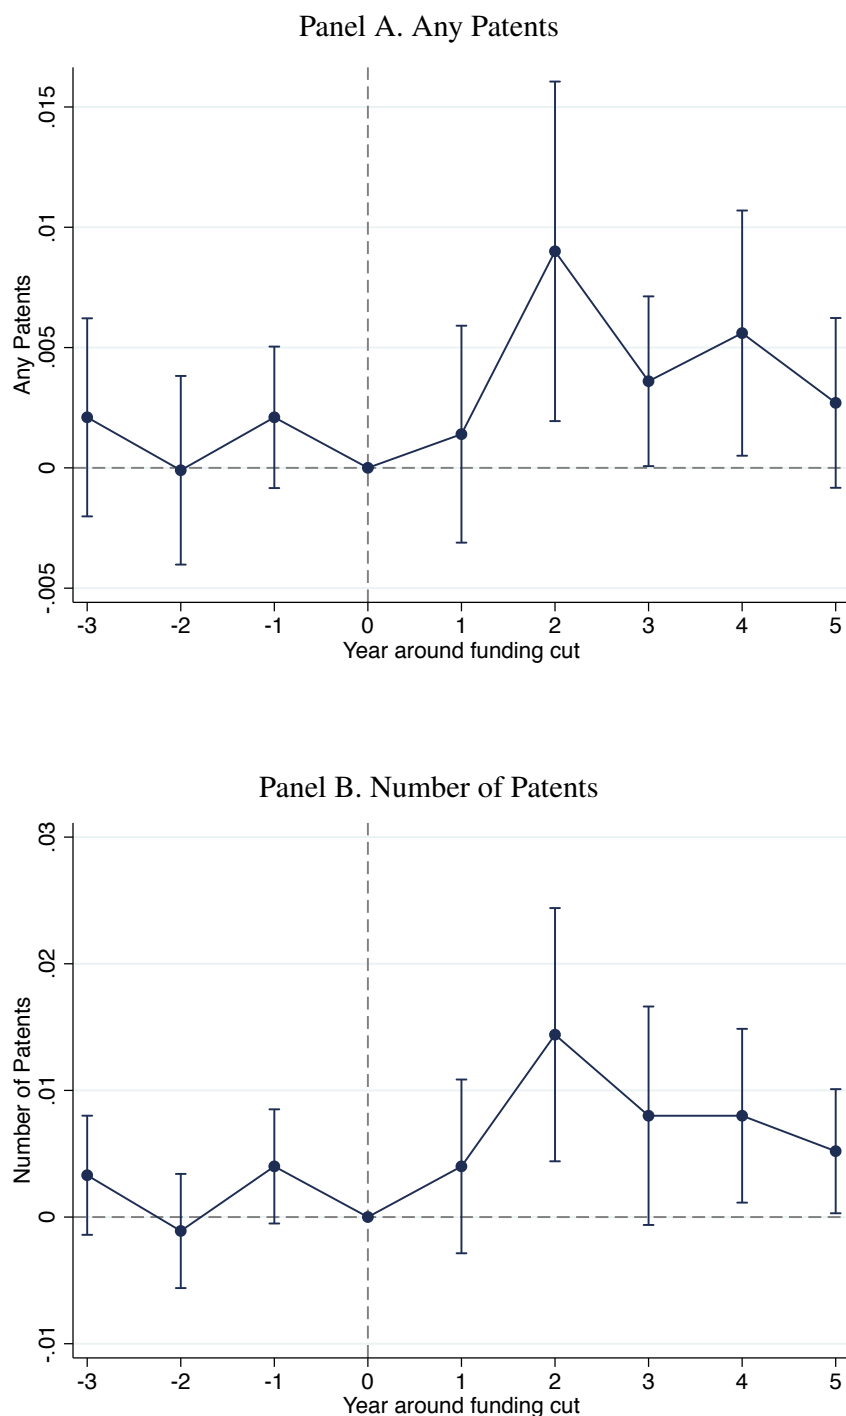 Panel A. Any Patents
.015
.01
.005
0
-.005
Any Patents
-3 -2 -1 0 1 2 3 4 5
Year around funding cut
Panel B. Number of Patents
.03
.02
.01
0
-.01
Number of Patents
-3 -2 -1 0 1 2 3 4 5
Year around funding cut